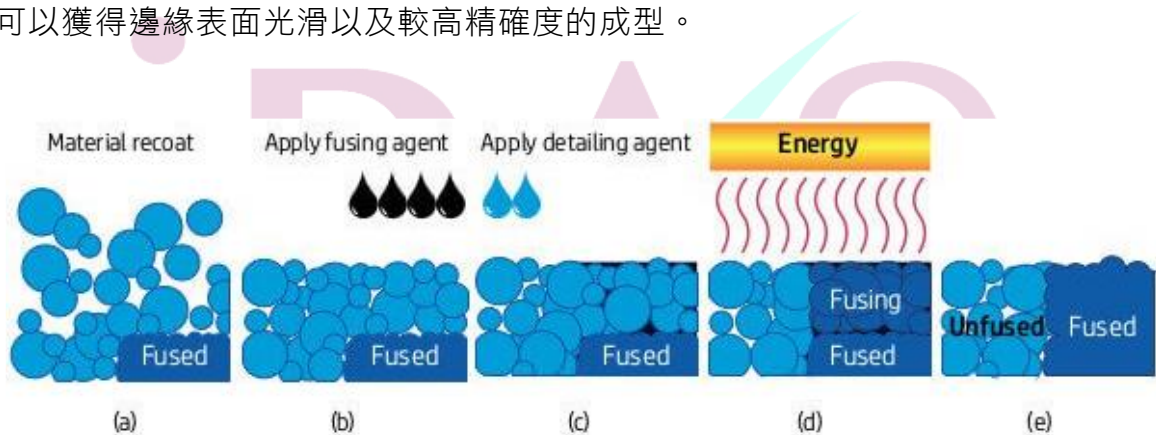 可以獲得邊緣表面光滑以及較高精確度的成型。
Material recoat
Apply fusing agent
Apply detailing agent
Energy
Fused
Fused
Fused
Fusing
Fused
Unfused
Fused
(a)
(b)
(c)
(d)
(e)